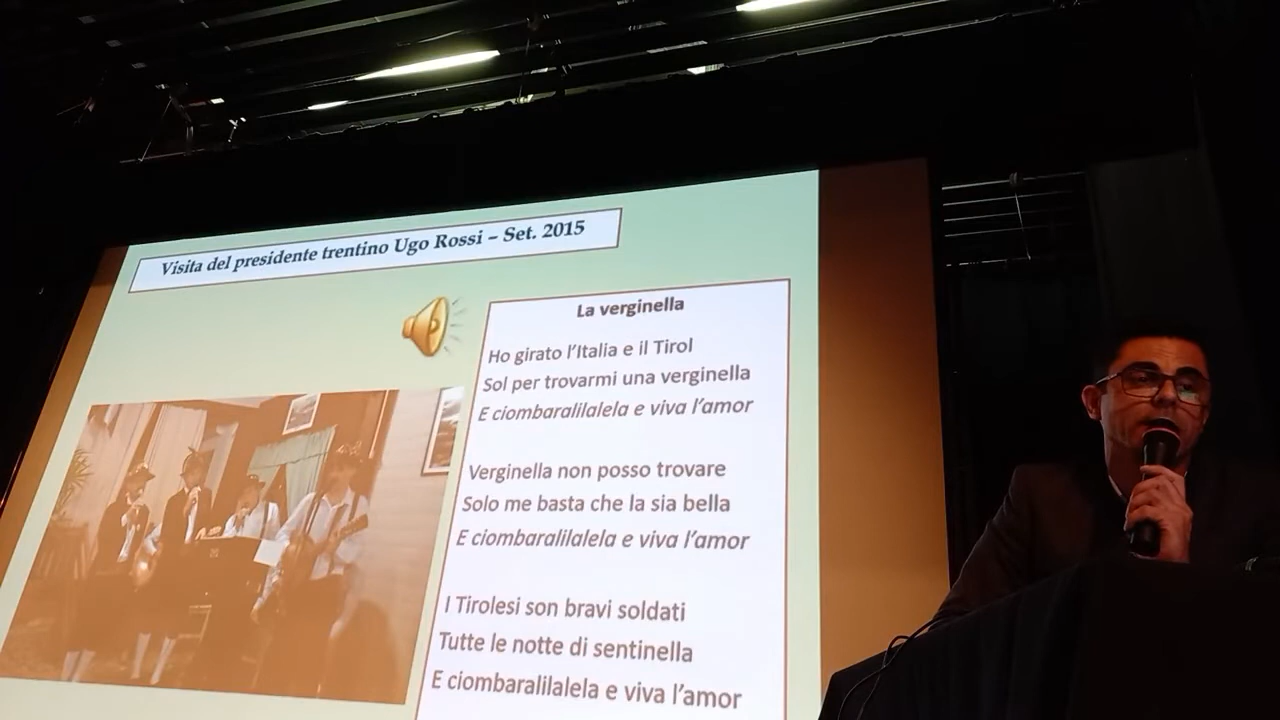 Visita del presidente trentino Ugo Rossi – Set. 2015
La verginella
Ho girato l’Italia e il Tirol
Sol per trovarmi una verginella
E ciombaralilalela e viva l’amor
Verginella non posso trovare
Solo me basta che la sia bella
E ciombaralilalela e viva l’amor
I Tirolesi son bravi soldati
Tutte le notte di sentinella
E ciombaralilalela e viva l’amor